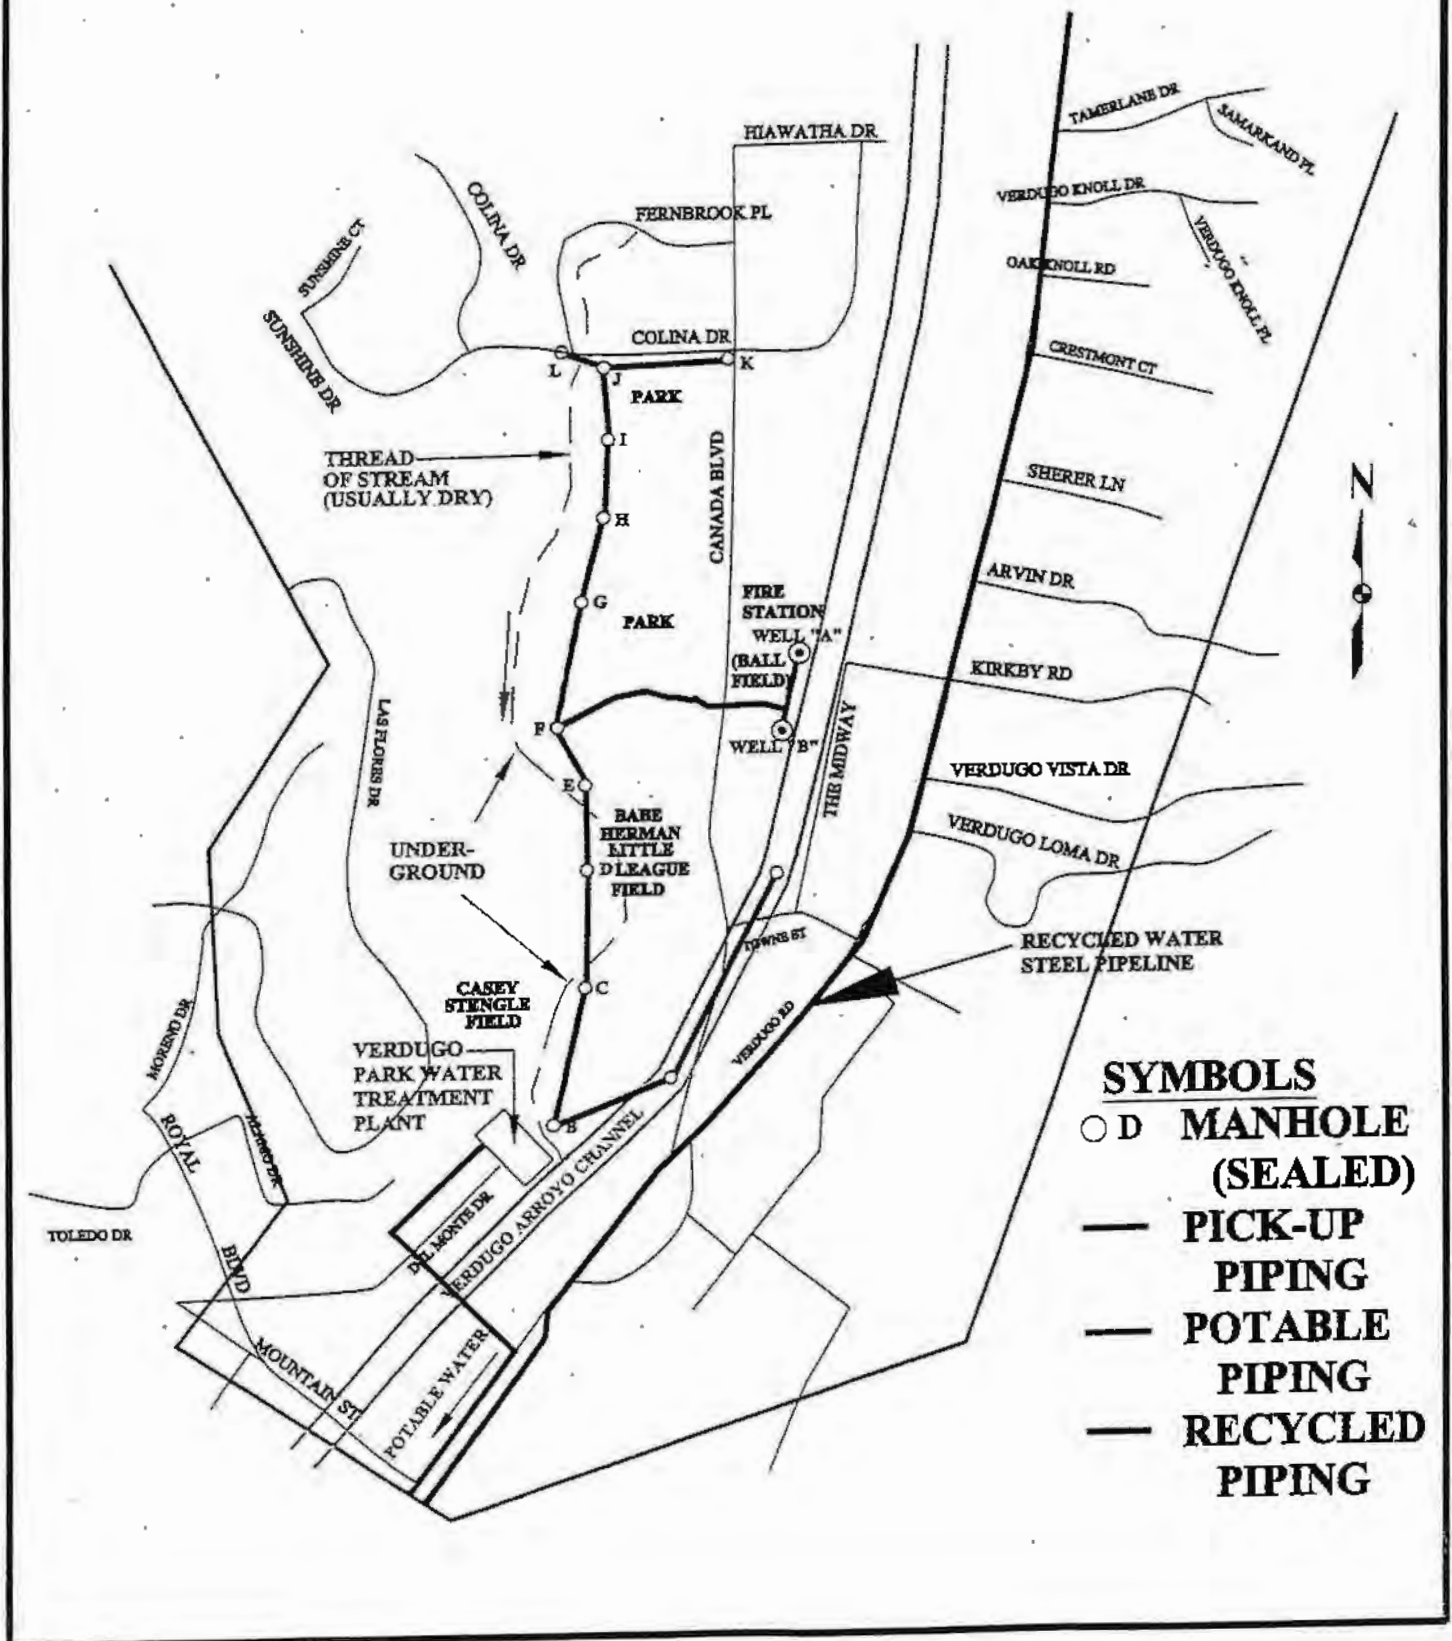 TAMERLANE DR
SAMARKAND PL
HIAWATHA DR
VERDUGO KNOLL DR
COLINA DR
FERNBROOK PL
SUNSHINE CT
VERDUGO KNOLL PL
OAK KNOLL RD
SUNSHINE DR
COLINA DR
CRESTMONT CT
L
J
K
PARK
I
THREAD
OF STREAM
(USUALLY DRY)
CANADA BLVD
SHERER LN
N
H
ARVIN DR
G
PARK
FIRE
STATION
WELL "A"
(BALL
FIELD)
KIRKBY RD
F
WELL "B"
THE MIDWAY
LAS FLORES DR
E
VERDUGO VISTA DR
BABE
HERMAN
LITTLE
D LEAGUE
FIELD
VERDUGO LOMA DR
UNDER-
GROUND
TOWNE ST
RECYCLED WATER
STEEL PIPELINE
CASEY
STENGLE
FIELD
C
VERDUGO RD
MORENO DR
VERDUGO
PARK WATER
TREATMENT
PLANT
B
ROYAL
BLVD
TOLEDO DR
DEL MONTE DR
VERDUGO ARROYO CHANNEL
MOUNTAIN ST
POTABLE WATER
SYMBOLS
D MANHOLE
(SEALED)
PICK-UP
PIPING
POTABLE
PIPING
RECYCLED
PIPING